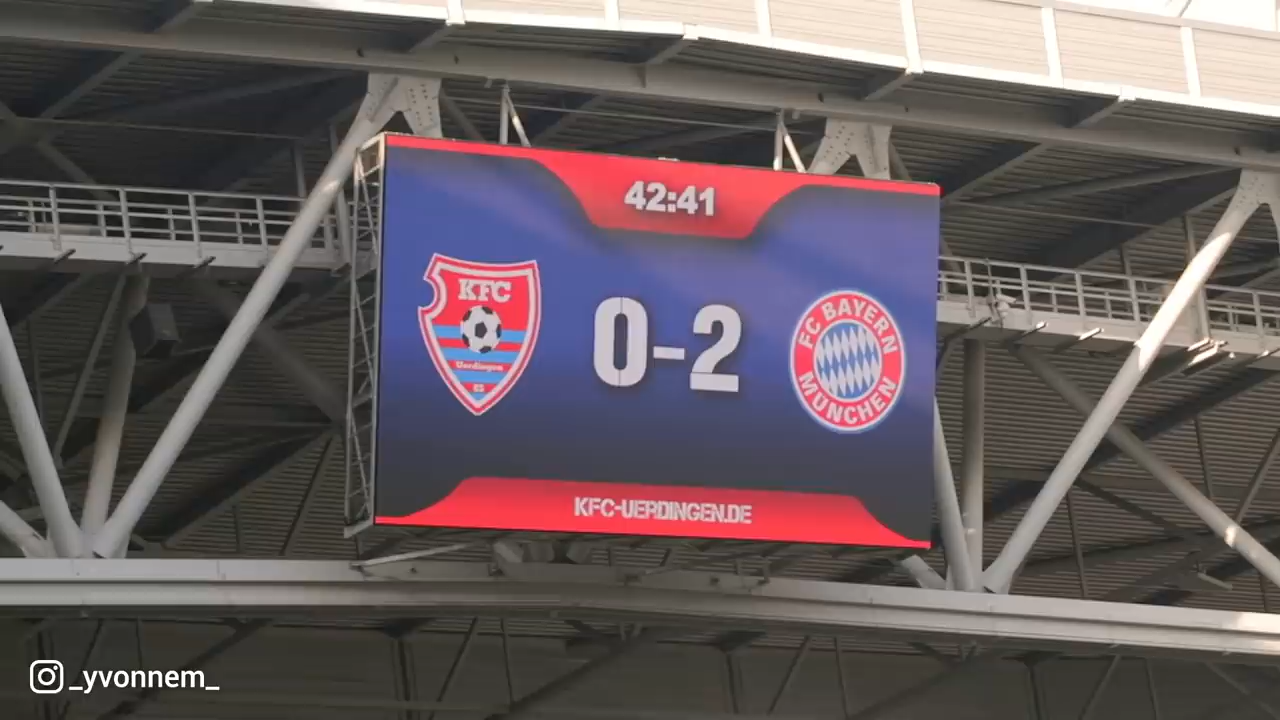 42:41
KFC
Uerdingen
05
0-2
FC BAYERN
MÜNCHEN
KFC-UERDINGEN.DE
_yvonnem_